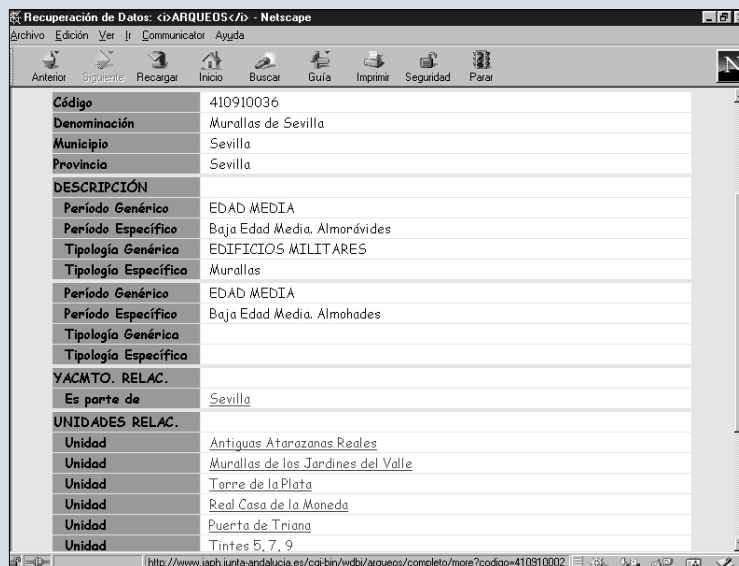 Recuperación de Datos: <i>ARQUEOS</i> - Netscape
Archivo Edición Ver Ir Communicator Ayuda
Anterior Siguiente Recargar Inicio Buscar Guía Imprimir Seguridad Parar
N
Código 410910036
Denominación Murallas de Sevilla
Municipio Sevilla
Provincia Sevilla
DESCRIPCIÓN
Período Genérico EDAD MEDIA
Período Específico Baja Edad Media. Almorávides
Tipología Genérica EDIFICIOS MILITARES
Tipología Específica Murallas
Período Genérico EDAD MEDIA
Período Específico Baja Edad Media. Almohades
Tipología Genérica
Tipología Específica
YACMTO. RELAC.
Es parte de Sevilla
UNIDADES RELAC.
Unidad Antiguas Atarazanas Reales
Unidad Murallas de los Jardines del Valle
Unidad Torre de la Plata
Unidad Real Casa de la Moneda
Unidad Puerta de Triana
Unidad Tintes 5, 7, 9
http://www.iaph.junta-andalucia.es/cgi-bin/wdbi/arqueos/completo/more?codigo=410910002